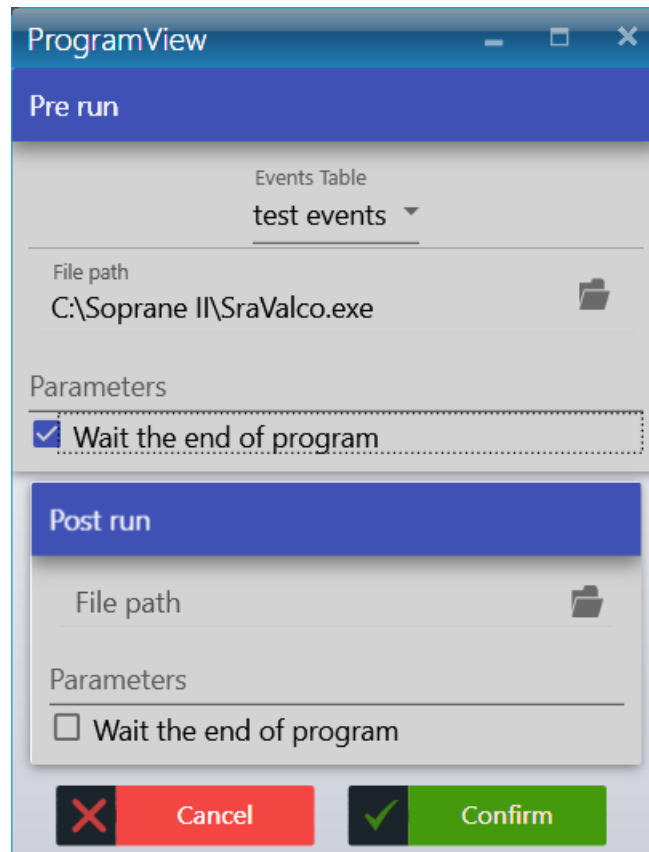 ProgramView
Pre run
Events Table
test events
File path
C:\Soprane II\SraValco.exe
Parameters
Wait the end of program
Post run
File path
Parameters
Wait the end of program
Cancel
Confirm